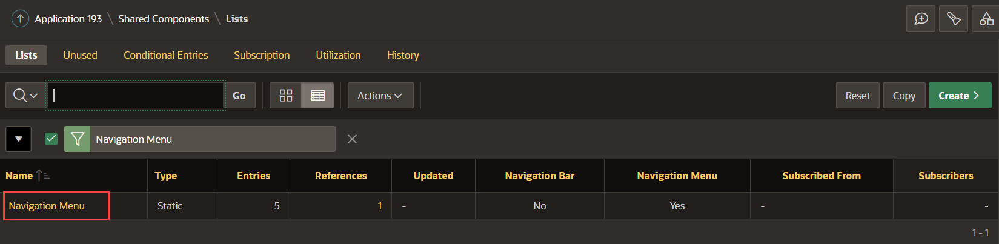 Application 193 \ Shared Components \ Lists
Lists Unused Conditional Entries Subscription Utilization History
Go Actions Reset Copy Create
Navigation Menu
Name Type Entries References Updated Navigation Bar Navigation Menu Subscribed From Subscribers
Navigation Menu Static 5 1 - No Yes - -
1 - 1